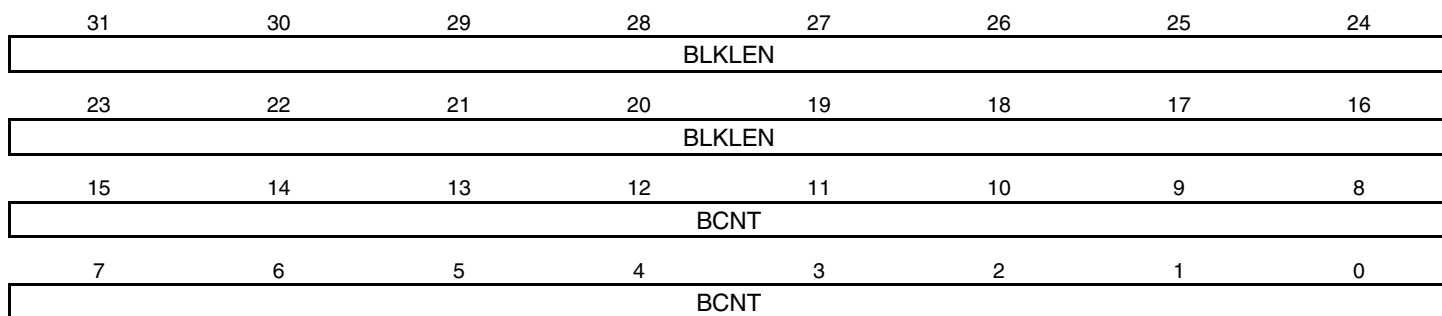 31 30 29 28 27 26 25 24
BLKLEN
23 22 21 20 19 18 17 16
BLKLEN
15 14 13 12 11 10 9 8
BCNT
7 6 5 4 3 2 1 0
BCNT